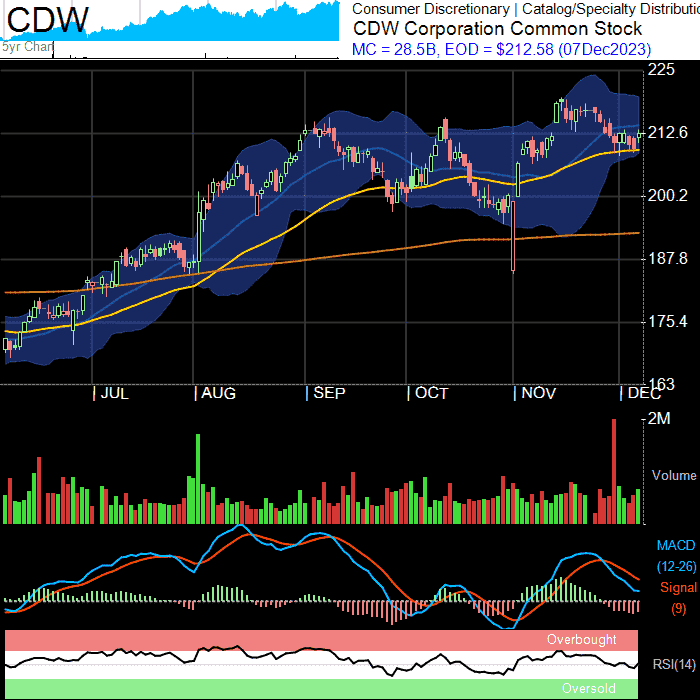 CDW
5yr Chart
Consumer Discretionary | Catalog/Specialty Distributio
CDW Corporation Common Stock
MC = 28.5B, EOD = $212.58 (07Dec2023)
225
212.6
200.2
187.8
175.4
163
JUL AUG SEP OCT NOV DEC
2M
Volume
MACD
(12-26)
Signal
(9)
Overbought
RSI(14)
Oversold